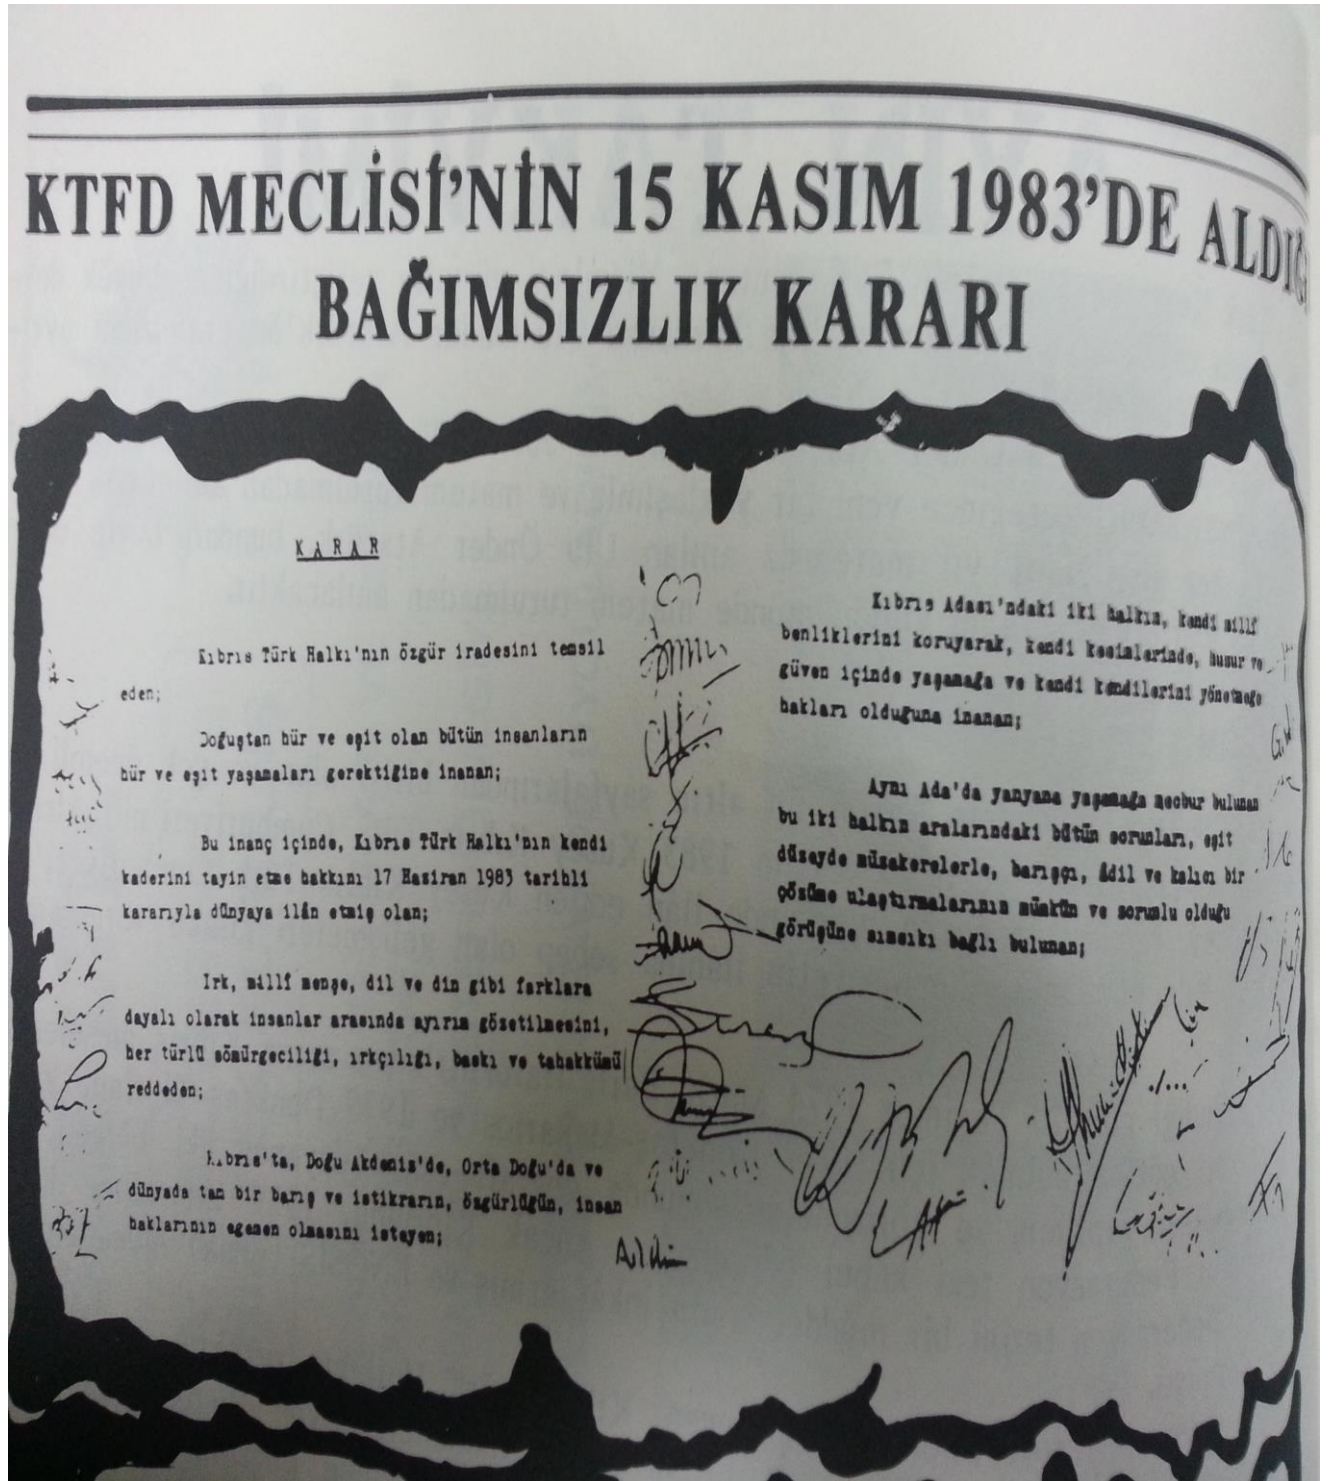 KTFD MECLİSİ'NİN 15 KASIM 1983'DE ALDIĞ
BAĞIMSIZLIK KARARI
KARAR
Kıbrıs Türk Halkı'nın özgür iradesini temsil
eden;
Doğuştan hür ve eşit olan bütün insanların
hür ve eşit yaşamaları gerektiğine inanan;
Bu inanç içinde, Kıbrıs Türk Halkı'nın kendi
kaderini tayin etme hakkını 17 Haziran 1983 tarihli
kararıyla dünyaya ilân etmiş olan;
Irk, millî menşe, dil ve din gibi farklara
dayalı olarak insanlar arasında ayırım gözetilmesini,
her türlü sömürgeciliği, ırkçılığı, baskı ve tahakkümü
reddeden;
Kıbrıs'ta, Doğu Akdeniz'de, Orta Doğu'da ve
dünyada tam bir barış ve istikrarın, özgürlüğün, insan
haklarının egemen olmasını isteyen;
Kıbrıs Adası'ndaki iki halkın, kendi millî
benliklerini koruyarak, kendi kesimlerinde, huzur ve
güven içinde yaşamağa ve kendi kendilerini yönetmeğe
hakları olduğuna inanan;
Aynı Ada'da yanyana yaşamağa mecbur bulunan
bu iki halkın aralarındaki bütün sorunları, eşit
düzeyde müzakerelerle, barışçı, âdil ve kalıcı bir
çözüme ulaştırmalarının mümkün ve zorunlu olduğu
görüşüne sımsıkı bağlı bulunan;